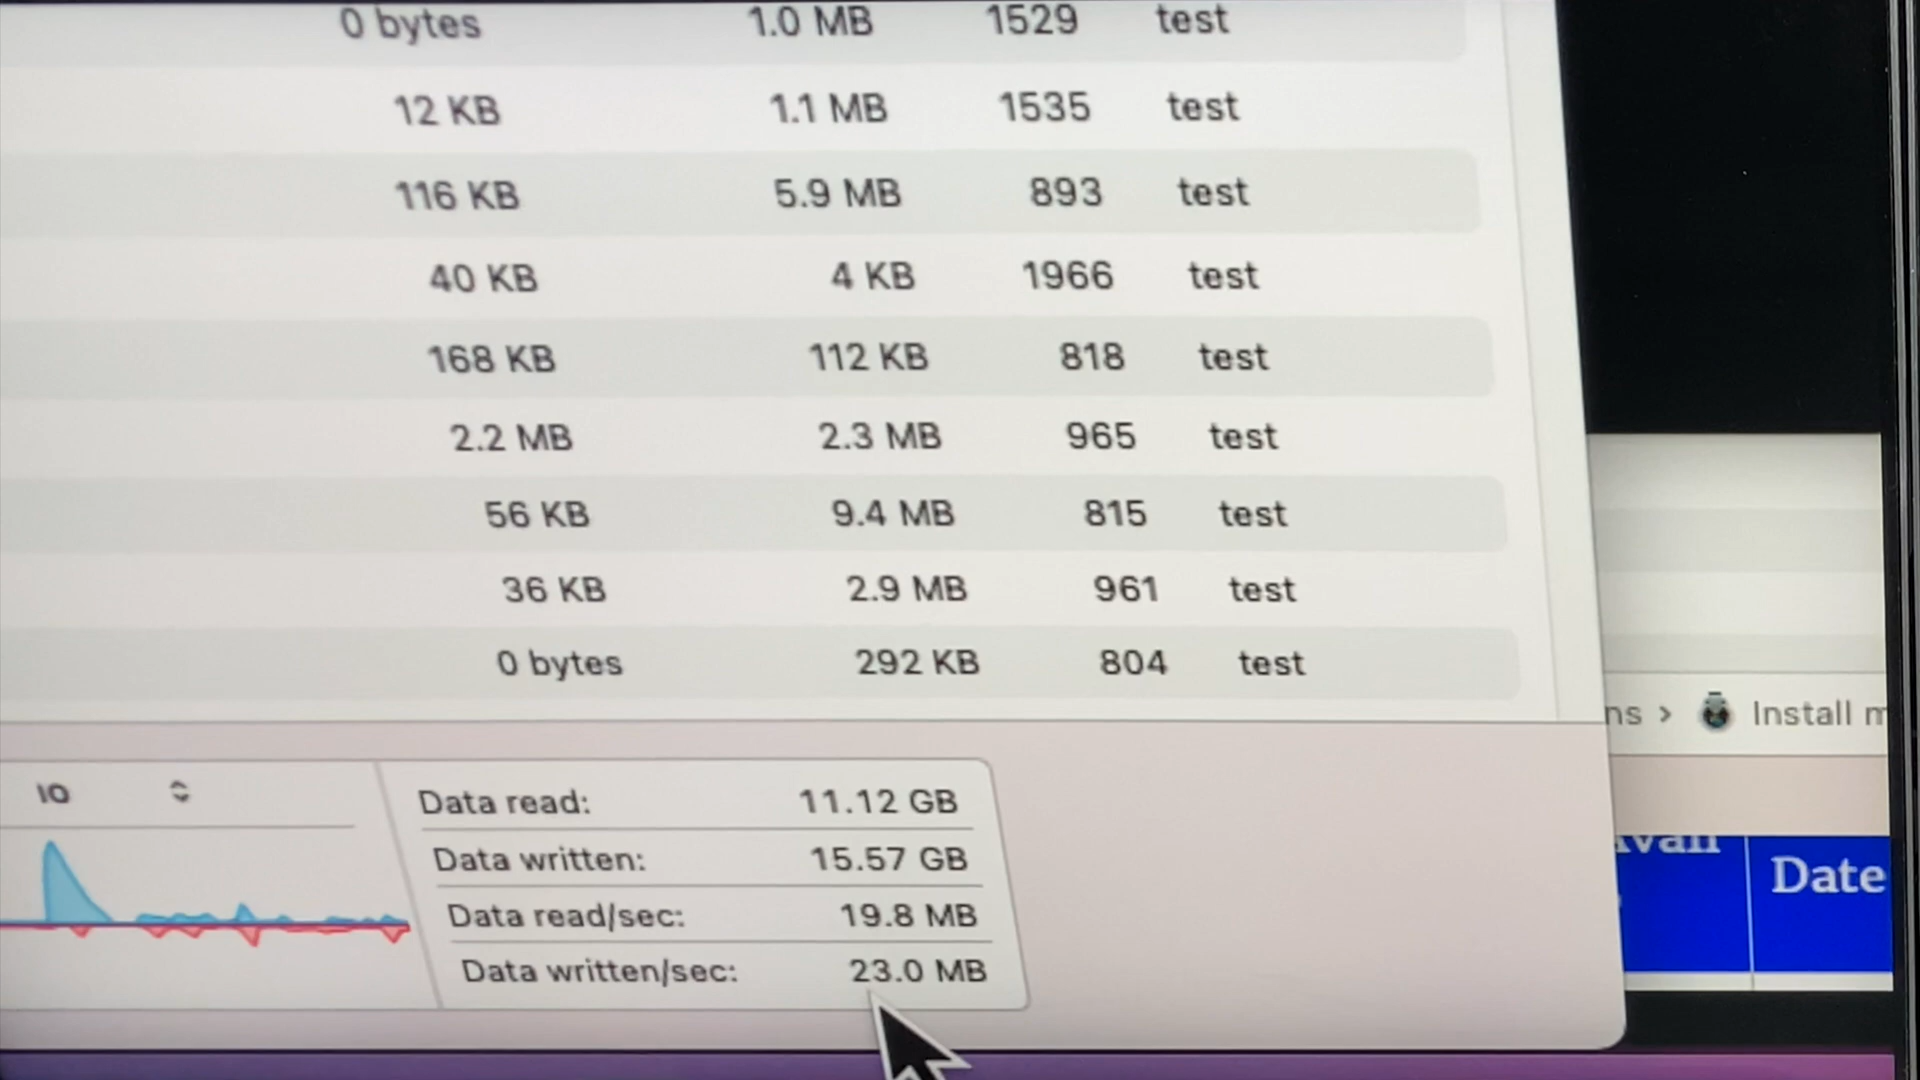 0 bytes 1.0 MB 1529 test
12 KB 1.1 MB 1535 test
116 KB 5.9 MB 893 test
40 KB 4 KB 1966 test
168 KB 112 KB 818 test
2.2 MB 2.3 MB 965 test
56 KB 9.4 MB 815 test
36 KB 2.9 MB 961 test
0 bytes 292 KB 804 test
ns > Install m
IO
Data read: 11.12 GB
Data written: 15.57 GB
Data read/sec: 19.8 MB
Data written/sec: 23.0 MB
Date